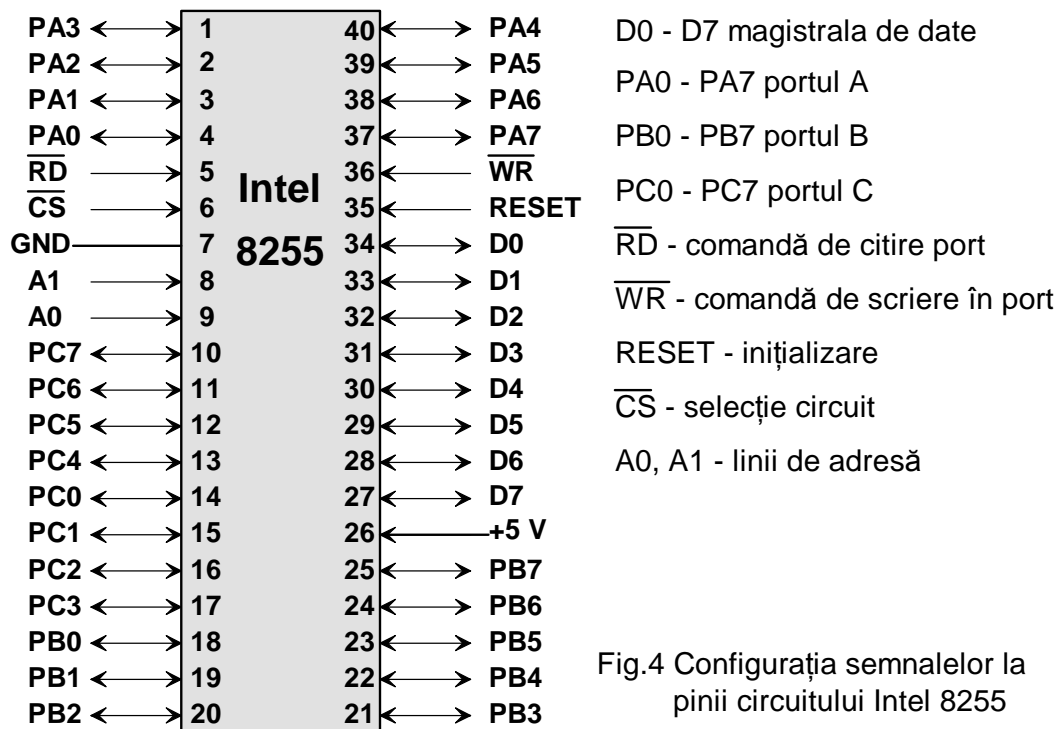 PA3 1 40 PA4 D0 - D7 magistrala de date
PA2 2 39 PA5
PA1 3 38 PA6 PA0 - PA7 portul A
PA0 4 37 PA7 PB0 - PB7 portul B
R̅D̅ 5 Intel 36 W̅R̅
C̅S̅ 6 35 RESET PC0 - PC7 portul C
GND 7 8255 34 D0 R̅D̅ - comandă de citire port
A1 8 33 D1
A0 9 32 D2 W̅R̅ - comandă de scriere în port
PC7 10 31 D3 RESET - inițializare
PC6 11 30 D4 C̅S̅ - selecție circuit
PC5 12 29 D5
PC4 13 28 D6 A0, A1 - linii de adresă
PC0 14 27 D7
PC1 15 26 +5 V
PC2 16 25 PB7
PC3 17 24 PB6
PB0 18 23 PB5
PB1 19 22 PB4 Fig.4 Configurația semnalelor la
PB2 20 21 PB3 pinii circuitului Intel 8255